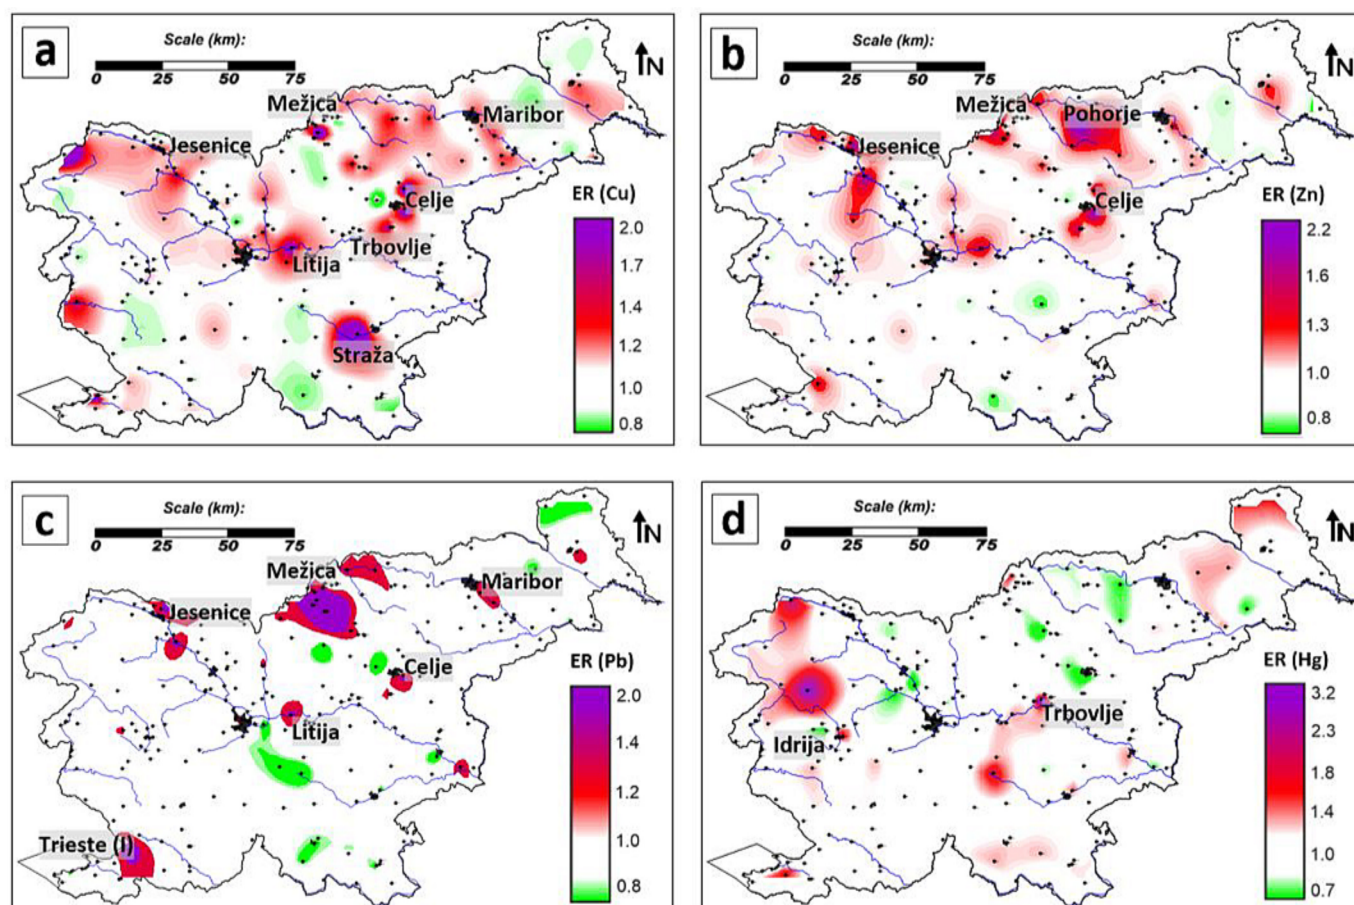 a
Scale (km):
0 25 50 75
N
Mežica
Maribor
Jesenice
Celje
Trbovlje
Litija
Straža
ER (Cu)
2.0
1.7
1.4
1.2
1.0
0.8
b
Scale (km):
0 25 50 75
N
Mežica
Pohorje
Jesenice
Celje
ER (Zn)
2.2
1.6
1.3
1.0
0.8
c
Scale (km):
0 25 50 75
N
Mežica
Maribor
Jesenice
Celje
Litija
Trieste (I)
ER (Pb)
2.0
1.4
1.2
1.0
0.8
d
Scale (km):
0 25 50 75
N
Trbovlje
Idrija
ER (Hg)
3.2
2.3
1.8
1.4
1.0
0.7